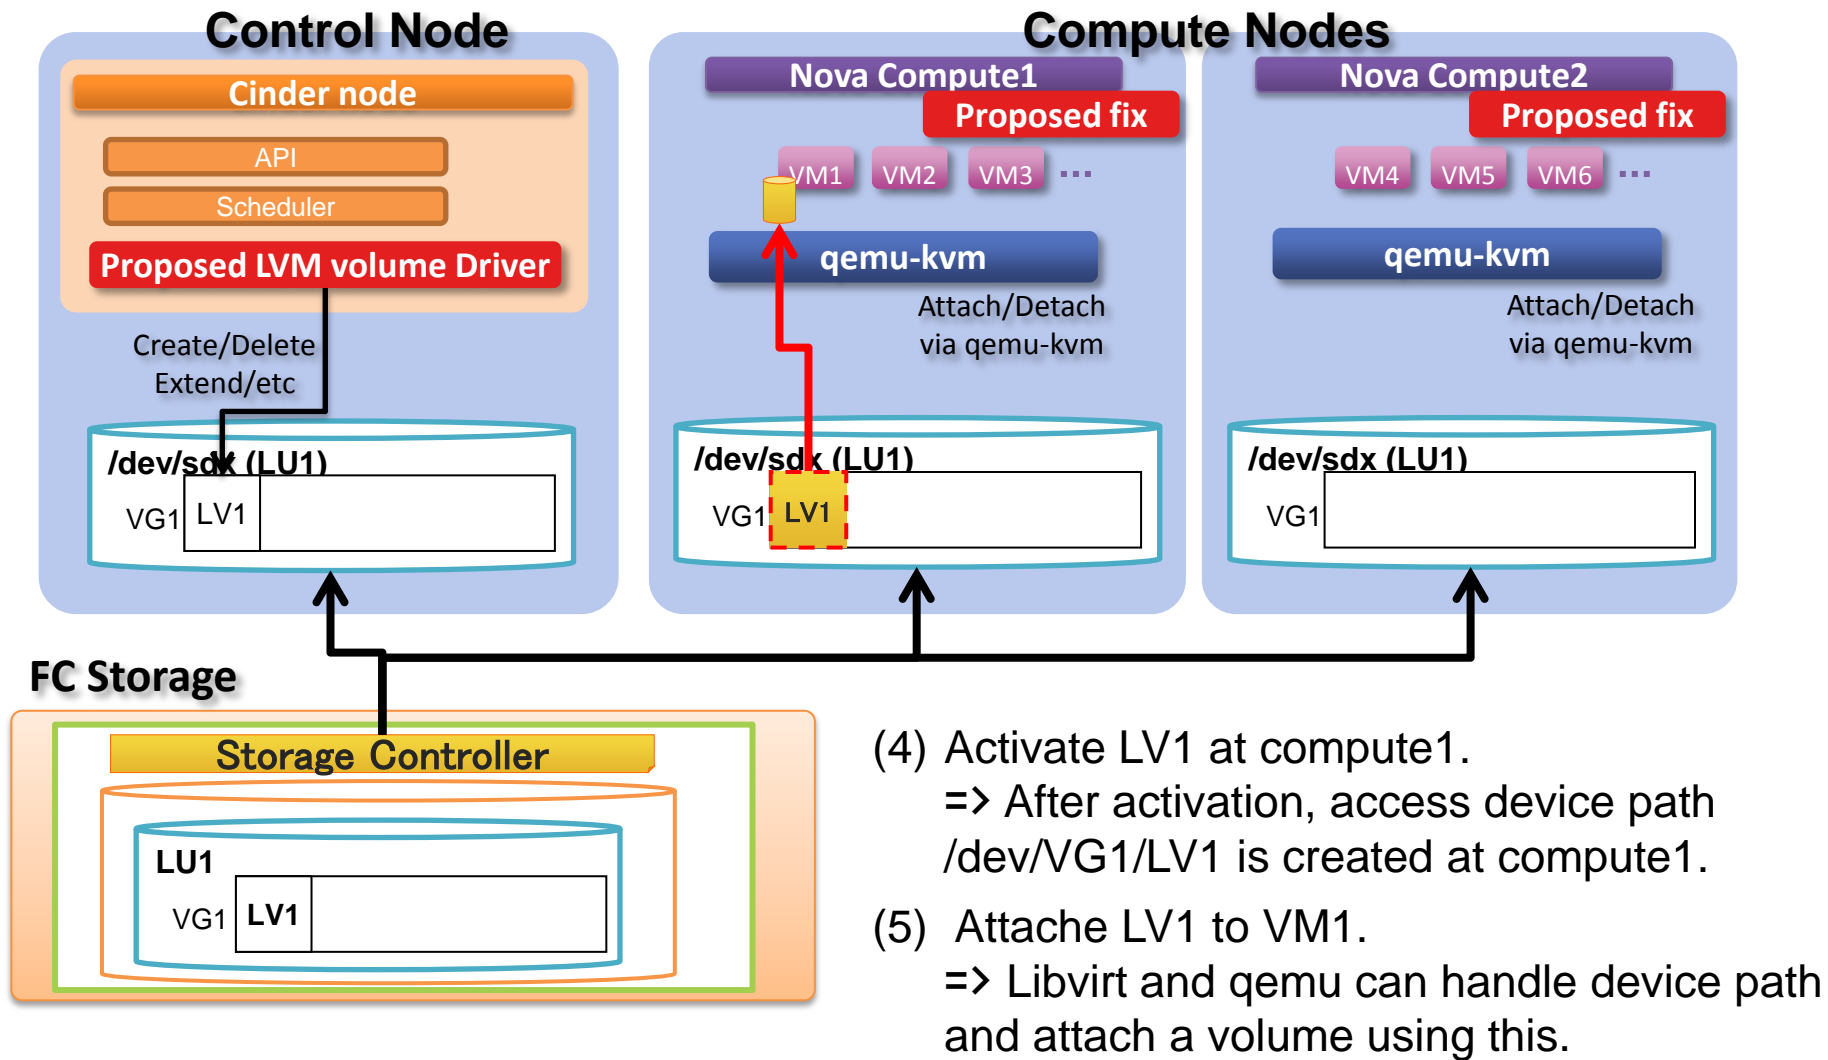 Control Node
Cinder node
API
Scheduler
Proposed LVM volume Driver
Create/Delete
Extend/etc
/dev/sdx (LU1)
VG1 LV1
Compute Nodes
Nova Compute1
Proposed fix
VM1 VM2 VM3 ...
qemu-kvm
Attach/Detach
via qemu-kvm
/dev/sdx (LU1)
VG1 LV1
Nova Compute2
Proposed fix
VM4 VM5 VM6 ...
qemu-kvm
Attach/Detach
via qemu-kvm
/dev/sdx (LU1)
VG1
FC Storage
Storage Controller
LU1
VG1 LV1
(4) Activate LV1 at compute1.
=> After activation, access device path
/dev/VG1/LV1 is created at compute1.
(5) Attache LV1 to VM1.
=> Libvirt and qemu can handle device path
and attach a volume using this.